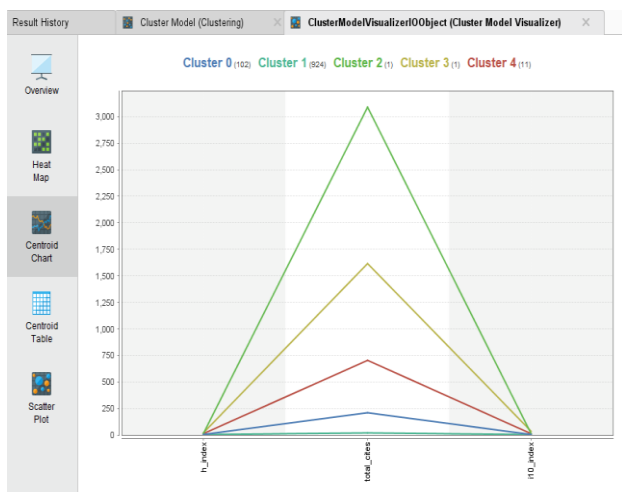 Result History
Cluster Model (Clustering)
ClusterModelVisualizerIOObject (Cluster Model Visualizer)
Overview
Heat
Map
Centroid
Chart
Centroid
Table
Scatter
Plot
Cluster 0 (102) Cluster 1 (924) Cluster 2 (1) Cluster 3 (1) Cluster 4 (11)
3,000
2,750
2,500
2,250
2,000
1,750
1,500
1,250
1,000
750
500
250
0
h_index
total_cites
i10_index